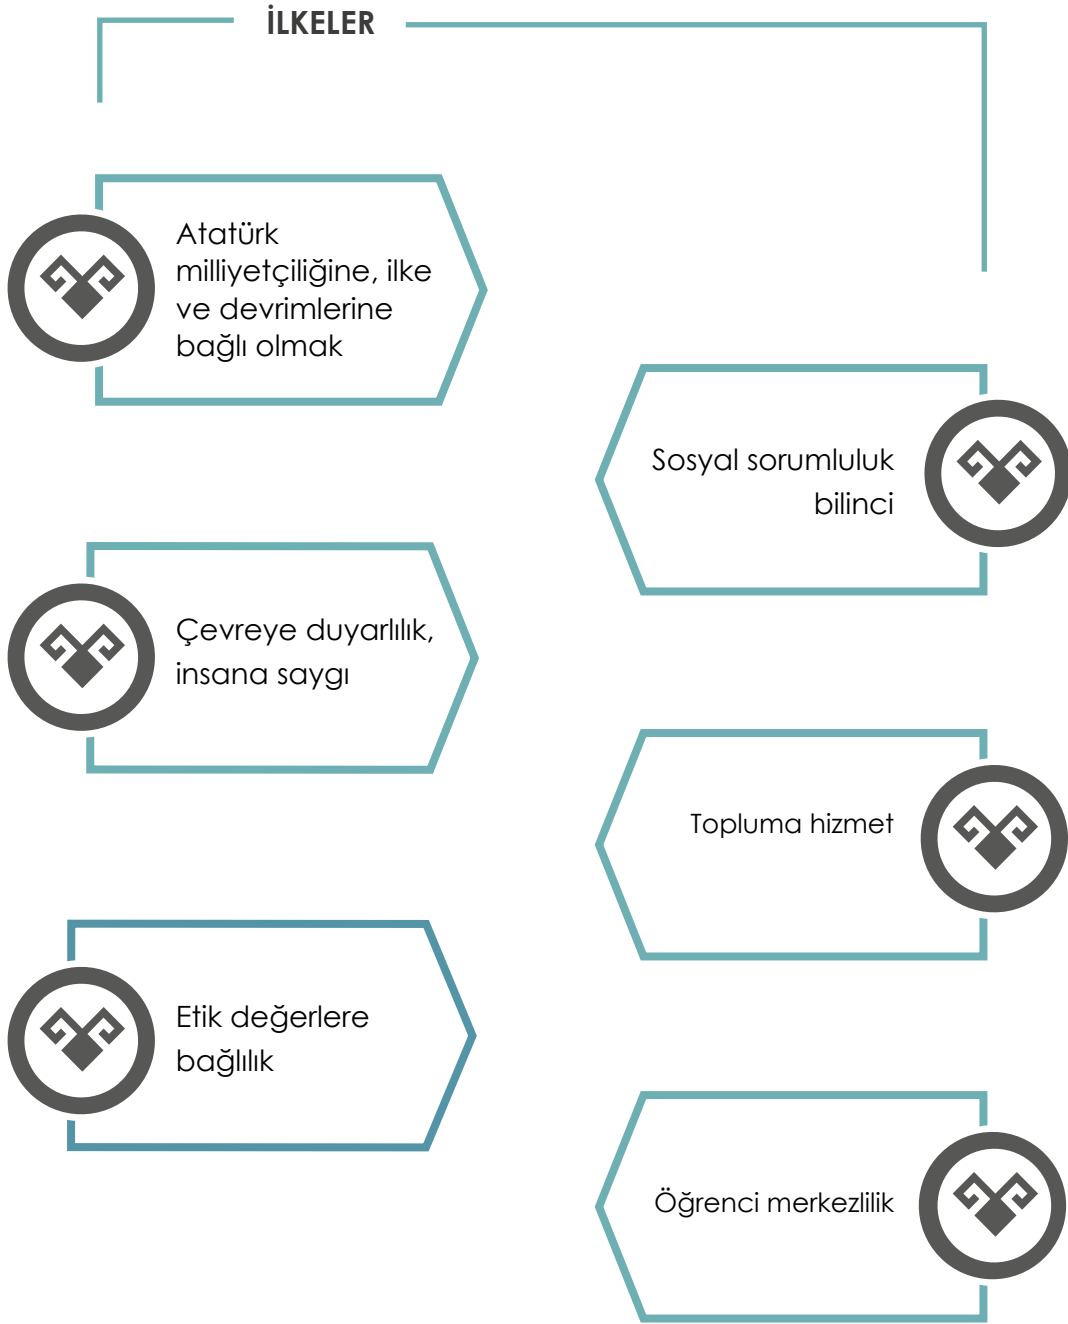 İLKELER
Atatürk
milliyetçiliğine, ilke
ve devrimlerine
bağlı olmak
Sosyal sorumluluk
bilinci
Çevreye duyarlılık,
insana saygı
Topluma hizmet
Etik değerlere
bağlılık
Öğrenci merkezlilik